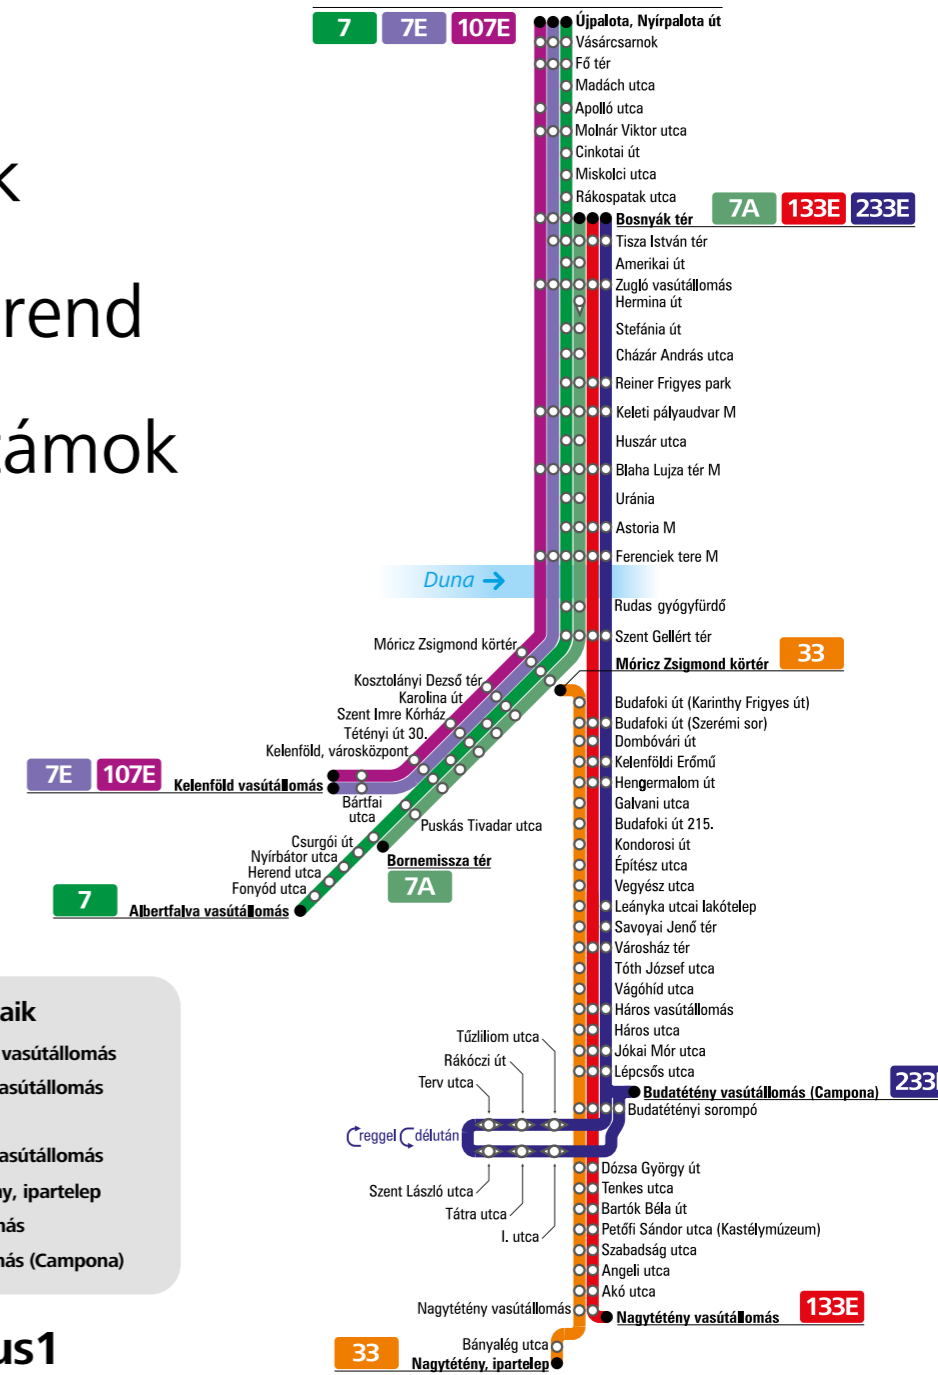 7 7E 107E
Újpalota, Nyírpalota út
Vásárcsarnok
Fő tér
Madách utca
Apolló utca
Molnár Viktor utca
Cinkotai út
Miskolci utca
Rákospatak utca
Bosnyák tér
7A 133E 233E
Tisza István tér
Amerikai út
Zugló vasútállomás
Hermina út
Stefánia út
Cházár András utca
Reiner Frigyes park
Keleti pályaudvar M
Huszár utca
Blaha Lujza tér M
Uránia
Astoria M
Ferenciek tere M
Duna
Rudas gyógyfürdő
Szent Gellért tér
Móricz Zsigmond körtér
Kosztolányi Dezső tér
Karolina út
Szent Imre Kórház
Tétényi út 30.
Kelenföld, városközpont
7E 107E
Kelenföld vasútállomás
Bártfai
utca
Puskás Tivadar utca
Csurgói út
Nyírbátor utca
Herend utca
Fonyód utca
Bornemissza tér
7A
7
Albertfalva vasútállomás
Móricz Zsigmond körtér
33
Budafoki út (Karinthy Frigyes út)
Budafoki út (Szerémi sor)
Dombóvári út
Kelenföldi Erőmű
Hengermalom út
Galvani utca
Budafoki út 215.
Kondorosi út
Építész utca
Vegyész utca
Leányka utcai lakótelep
Savoyai Jenő tér
Városház tér
Tóth József utca
Vágóhíd utca
Háros vasútállomás
Háros utca
Jókai Mór utca
Lépcsős utca
Budatétény vasútállomás (Campona)
233
Budatétényi sorompó
Tűzliliom utca
Rákóczi út
Terv utca
reggel délután
Szent László utca
Tátra utca
I. utca
Dózsa György út
Tenkes utca
Bartók Béla út
Petőfi Sándor utca (Kastélymúzeum)
Szabadság utca
Angeli utca
Akó utca
Nagytétény vasútállomás
Nagytétény vasútállomás
133E
Bányalég utca
33
Nagytétény, ipartelep
k
rend
ámok
aik
vasútállomás
asútállomás
asútállomás
ny, ipartelep
nás
nás (Campona)
us1